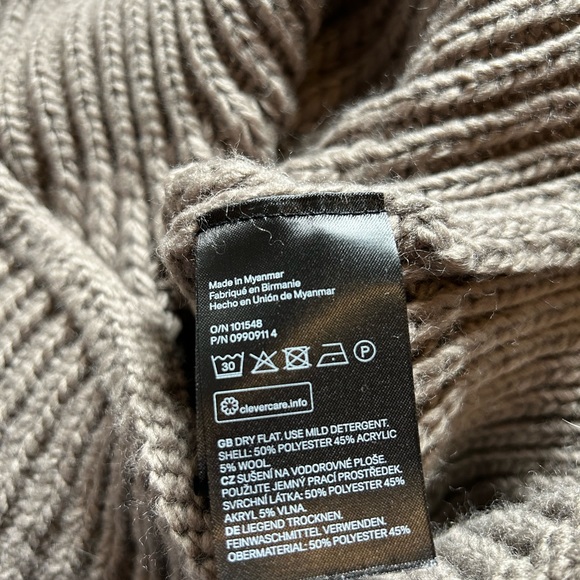 Made in Myanmar
Fabriqué en Birmanie
Hecho en Unión de Myanmar
O/N 101548
P/N 0990911 4
30 P
clevercare.info
GB DRY FLAT. USE MILD DETERGENT.
SHELL: 50% POLYESTER 45% ACRYLIC
5% WOOL.
CZ SUŠENÍ NA VODOROVNÉ PLOŠE.
POUŽIJTE JEMNÝ PRACÍ PROSTŘEDEK.
SVRCHNÍ LÁTKA: 50% POLYESTER 45%
AKRYL 5% VLNA.
DE LIEGEND TROCKNEN.
FEINWASCHMITTEL VERWENDEN.
OBERMATERIAL: 50% POLYESTER 45%